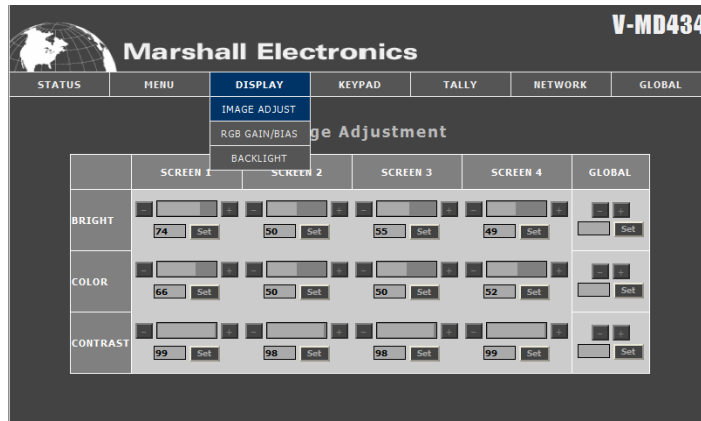 V-MD434
Marshall Electronics
STATUS MENU DISPLAY KEYPAD TALLY NETWORK GLOBAL
IMAGE ADJUST
RGB GAIN/BIAS
BACKLIGHT
ge Adjustment
SCREEN 1 SCREEN 2 SCREEN 3 SCREEN 4 GLOBAL
BRIGHT
- + - + - + - + - +
74 Set 50 Set 55 Set 49 Set Set
COLOR
- + - + - + - + - +
66 Set 50 Set 50 Set 52 Set Set
CONTRAST
- + - + - + - + - +
99 Set 98 Set 98 Set 99 Set Set